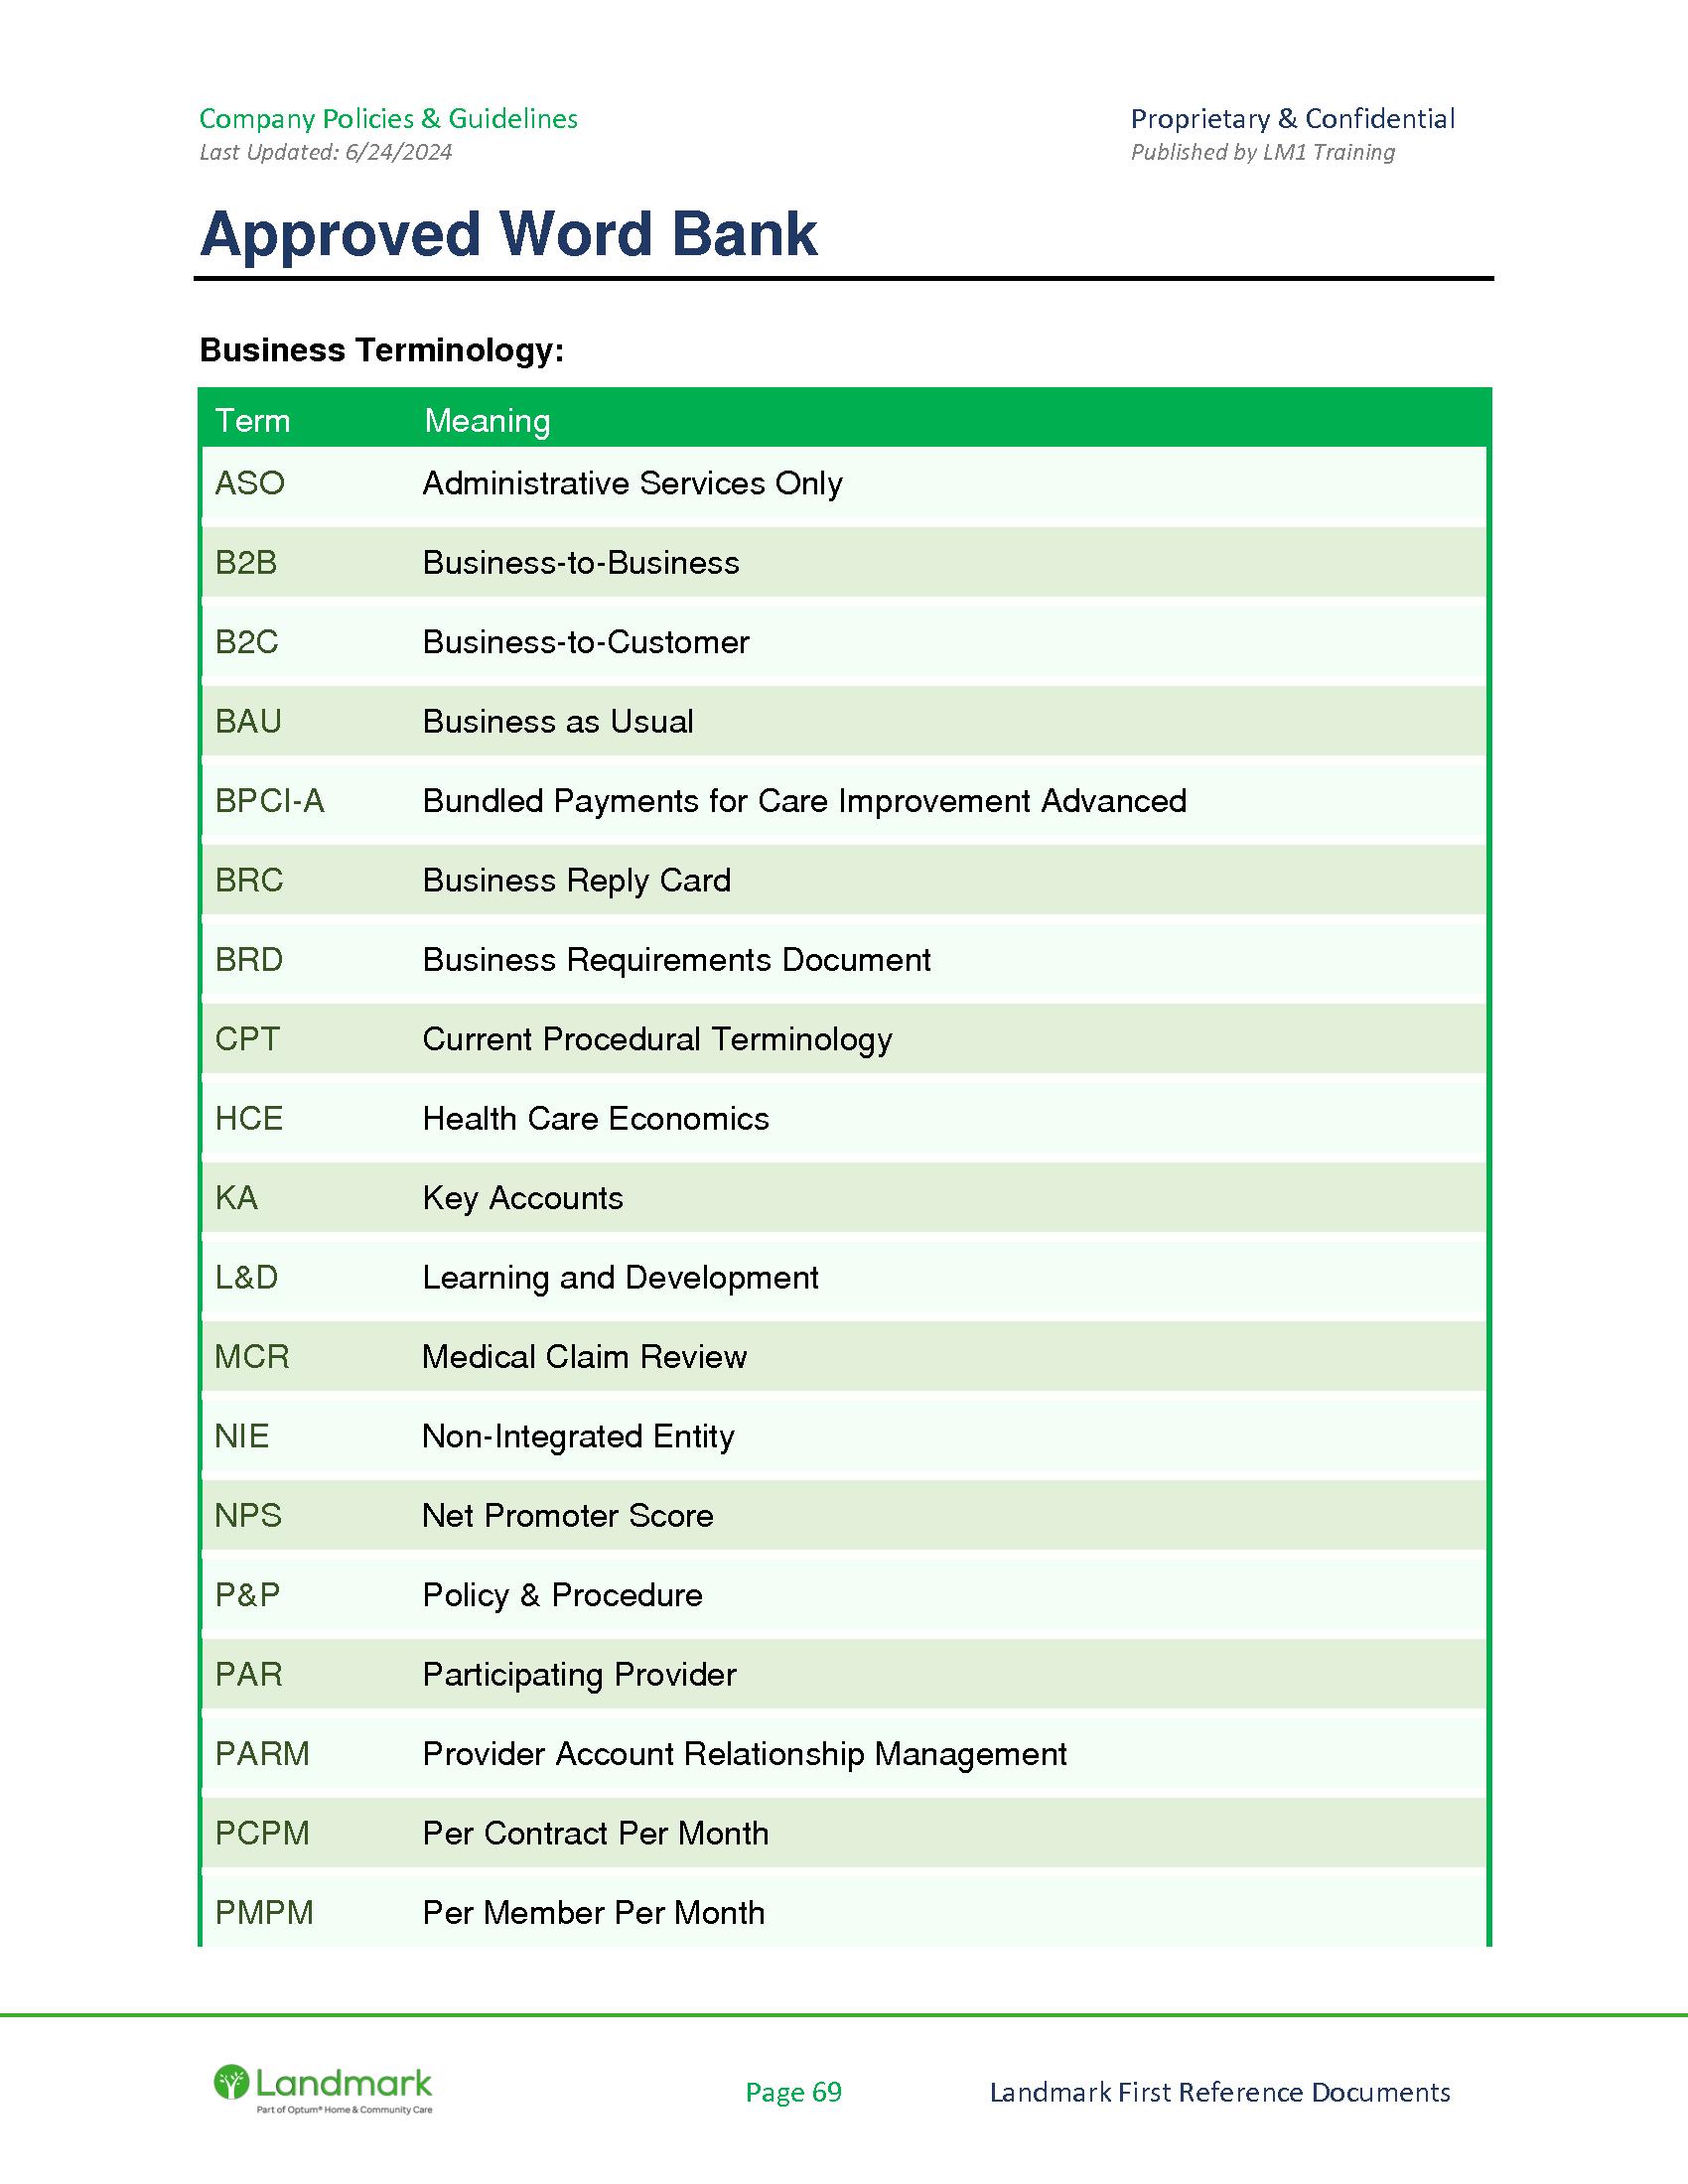 Company Policies & Guidelines Proprietary & Confidential
Last Updated: 6/24/2024 Published by LM1 Training
Approved Word Bank
Business Terminology:
Term Meaning
ASO Administrative Services Only
B2B Business-to-Business
B2C Business-to-Customer
BAU Business as Usual
BPCI-A Bundled Payments for Care Improvement Advanced
BRC Business Reply Card
BRD Business Requirements Document
CPT Current Procedural Terminology
HCE Health Care Economics
KA Key Accounts
L&D Learning and Development
MCR Medical Claim Review
NIE Non-Integrated Entity
NPS Net Promoter Score
P&P Policy & Procedure
PAR Participating Provider
PARM Provider Account Relationship Management
PCPM Per Contract Per Month
PMPM Per Member Per Month
Landmark
Part of Optum® Home & Community Care
Page 69 Landmark First Reference Documents